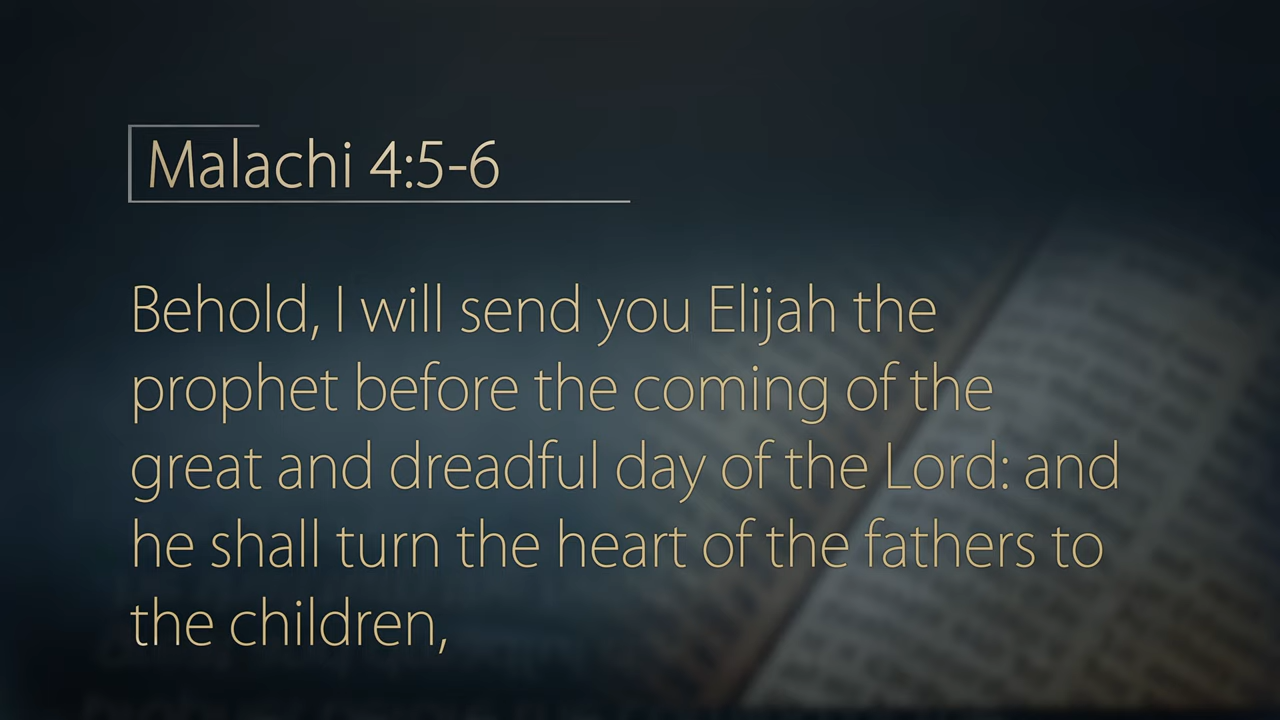 Malachi 4:5-6
Behold, I will send you Elijah the
prophet before the coming of the
great and dreadful day of the Lord: and
he shall turn the heart of the fathers to
the children,